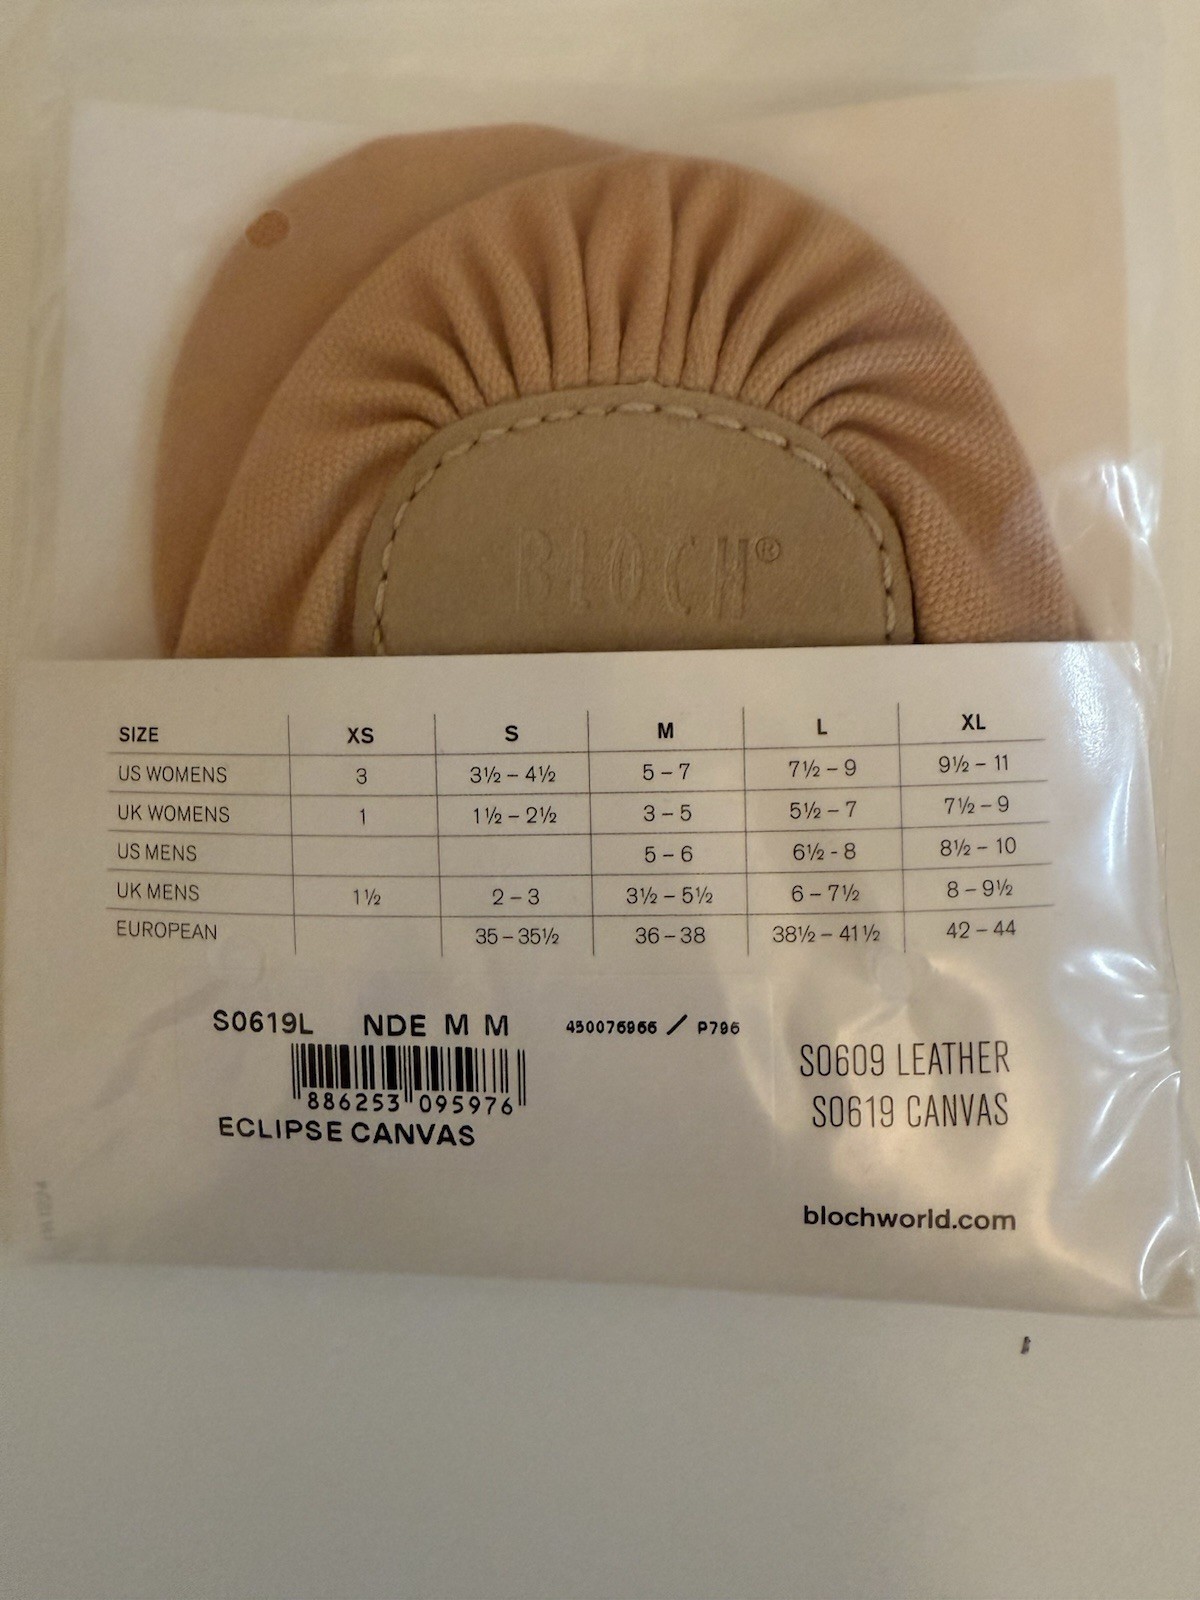 BLOCH®
SIZE XS S M L XL
US WOMENS 3 3½ – 4½ 5 – 7 7½ – 9 9½ – 11
UK WOMENS 1 1½ – 2½ 3 – 5 5½ – 7 7½ – 9
US MENS 5 – 6 6½ - 8 8½ – 10
UK MENS 1½ 2 – 3 3½ – 5½ 6 – 7½ 8 – 9½
EUROPEAN 35 – 35½ 36 – 38 38½ – 41½ 42 – 44
S0619L NDE M M 450076966 / P796
886253 095976
ECLIPSE CANVAS
S0609 LEATHER
S0619 CANVAS
blochworld.com